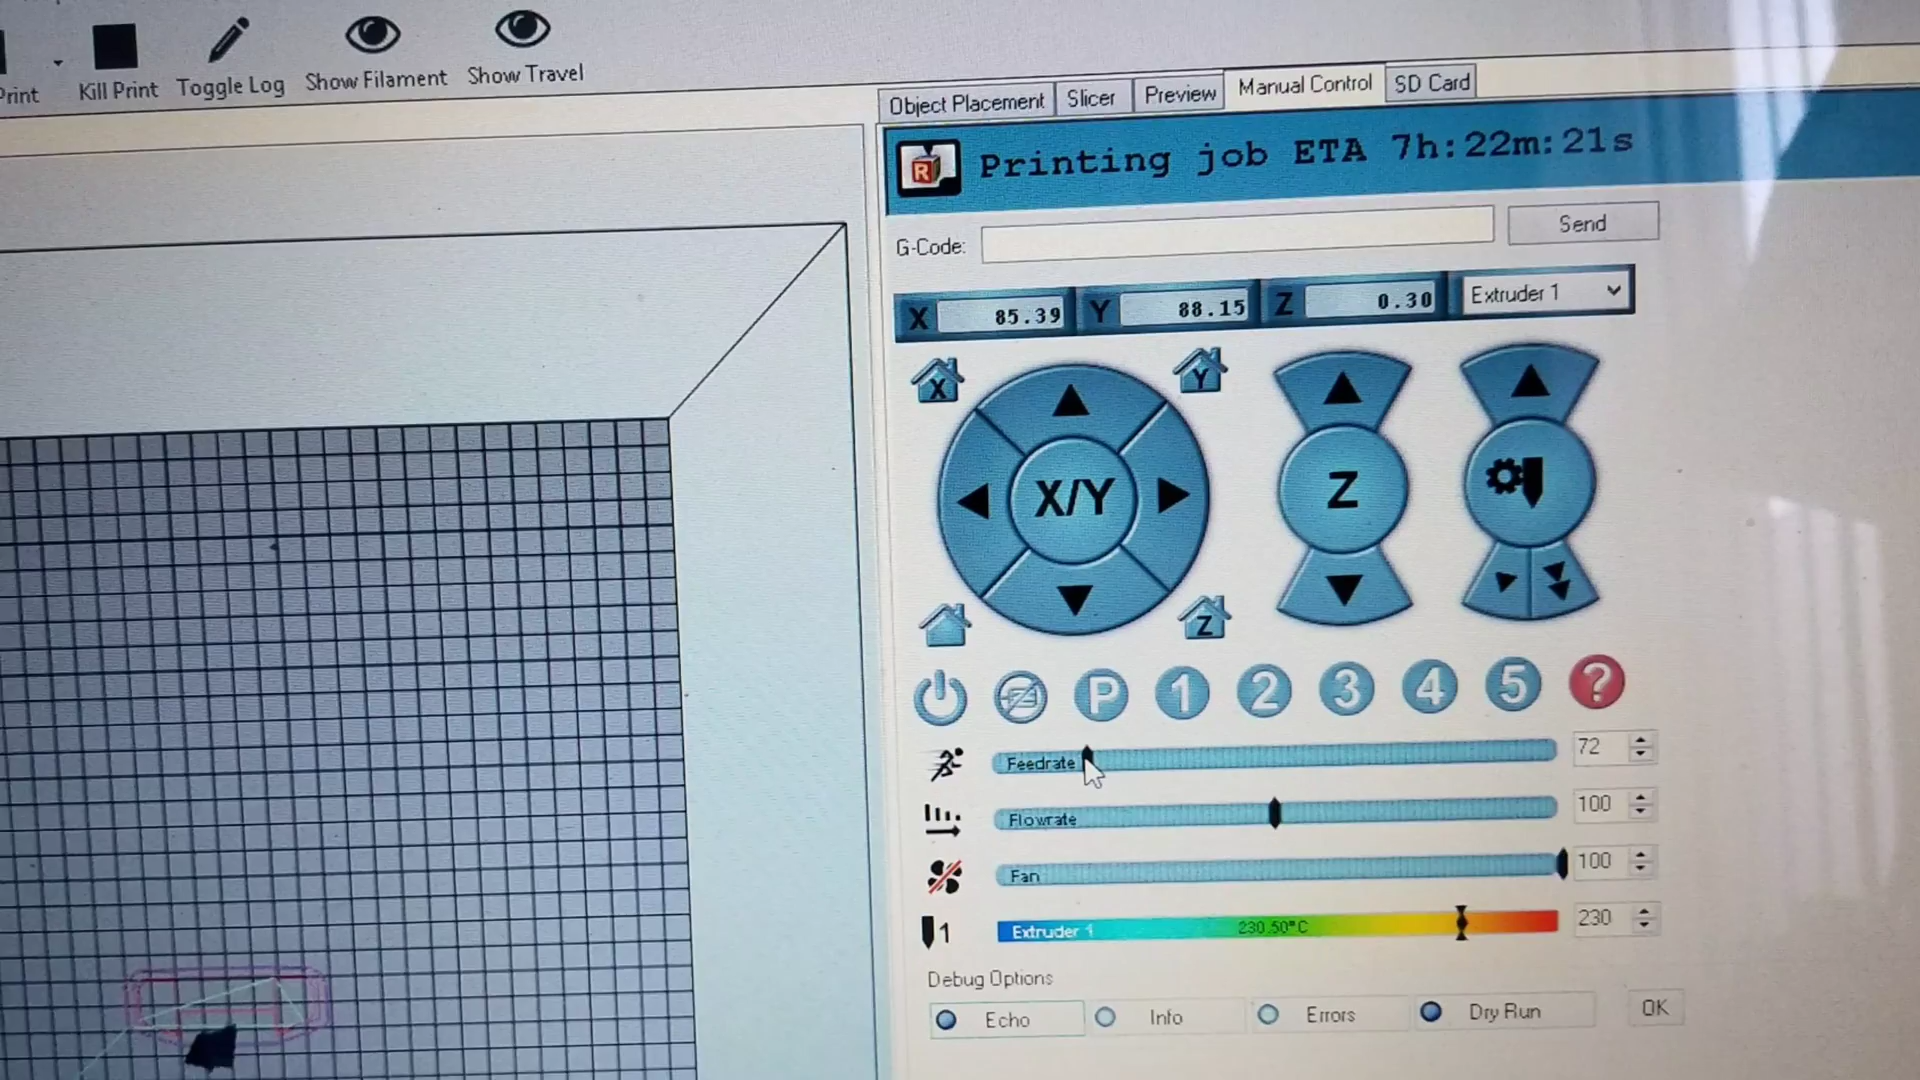 Print
Kill Print
Toggle Log
Show Filament
Show Travel
Object Placement
Slicer
Preview
Manual Control
SD Card
R
Printing job ETA 7h:22m:21s
G-Code:
Send
X 85.39 Y 88.15 Z 0.30 Extruder 1
X
Y
X/Y
Z
Z
P 1 2 3 4 5 ?
Feedrate 72
Flowrate 100
Fan 100
1 Extruder 1 230.50°C 230
Debug Options
Echo Info Errors Dry Run OK